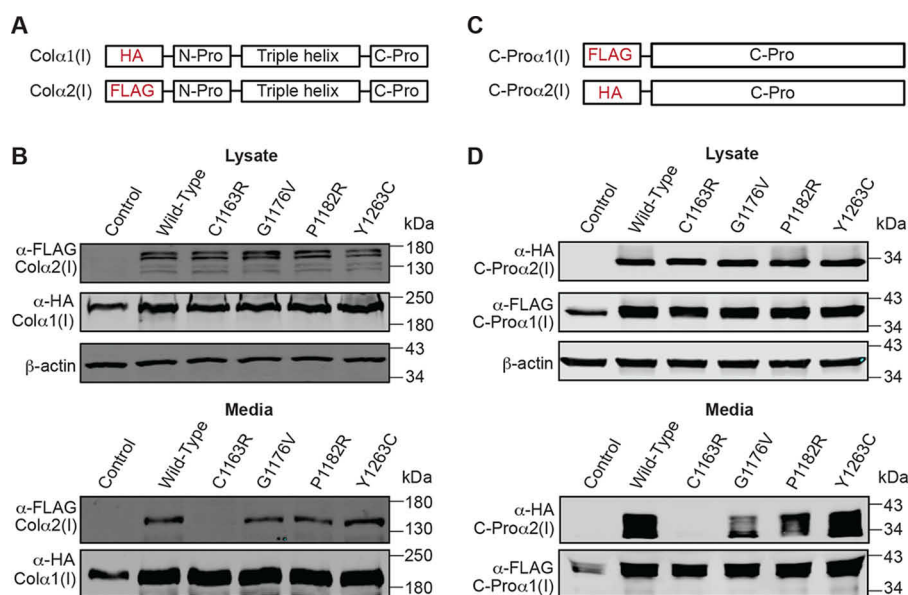 A
Colα1(I) HA N-Pro Triple helix C-Pro
Colα2(I) FLAG N-Pro Triple helix C-Pro
B
Lysate
Control Wild-Type C1163R G1176V P1182R Y1263C kDa
α-FLAG
Colα2(I)
180
130
α-HA
Colα1(I)
250
180
β-actin
43
34
Media
Control Wild-Type C1163R G1176V P1182R Y1263C kDa
α-FLAG
Colα2(I)
180
130
α-HA
Colα1(I)
250
180
C
C-Proα1(I) FLAG C-Pro
C-Proα2(I) HA C-Pro
D
Lysate
Control Wild-Type C1163R G1176V P1182R Y1263C kDa
α-HA
C-Proα2(I)
34
α-FLAG
C-Proα1(I)
43
34
β-actin
43
34
Media
Control Wild-Type C1163R G1176V P1182R Y1263C kDa
α-HA
C-Proα2(I)
43
34
α-FLAG
C-Proα1(I)
43
34